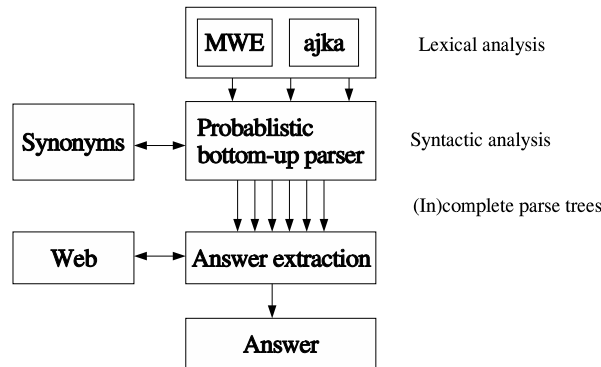 MWE ajka Lexical analysis
Synonyms Probablistic bottom-up parser Syntactic analysis
(In)complete parse trees
Web Answer extraction
Answer